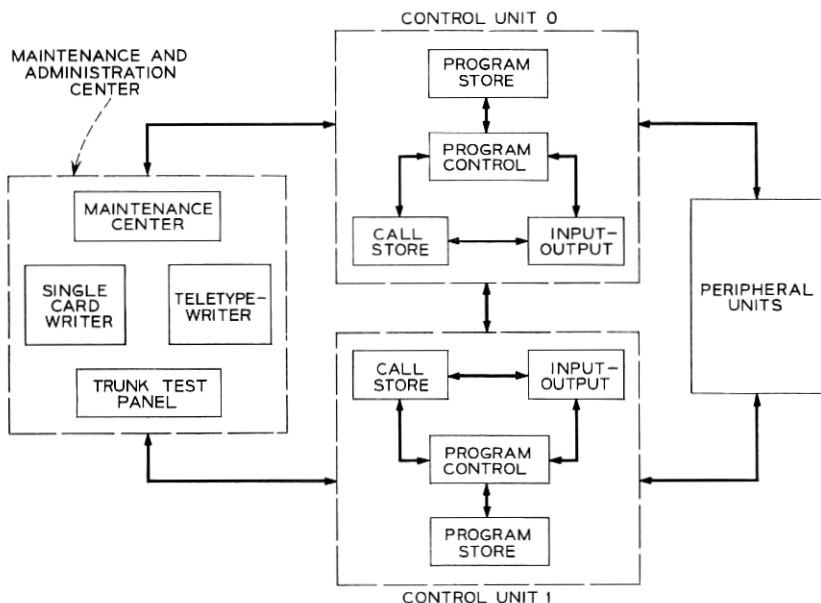 CONTROL UNIT 0
MAINTENANCE AND
ADMINISTRATION
CENTER
PROGRAM
STORE
PROGRAM
CONTROL
CALL
STORE
INPUT-
OUTPUT
MAINTENANCE
CENTER
SINGLE
CARD
WRITER
TELETYPE-
WRITER
TRUNK TEST
PANEL
PERIPHERAL
UNITS
CALL
STORE
INPUT-
OUTPUT
PROGRAM
CONTROL
PROGRAM
STORE
CONTROL UNIT 1